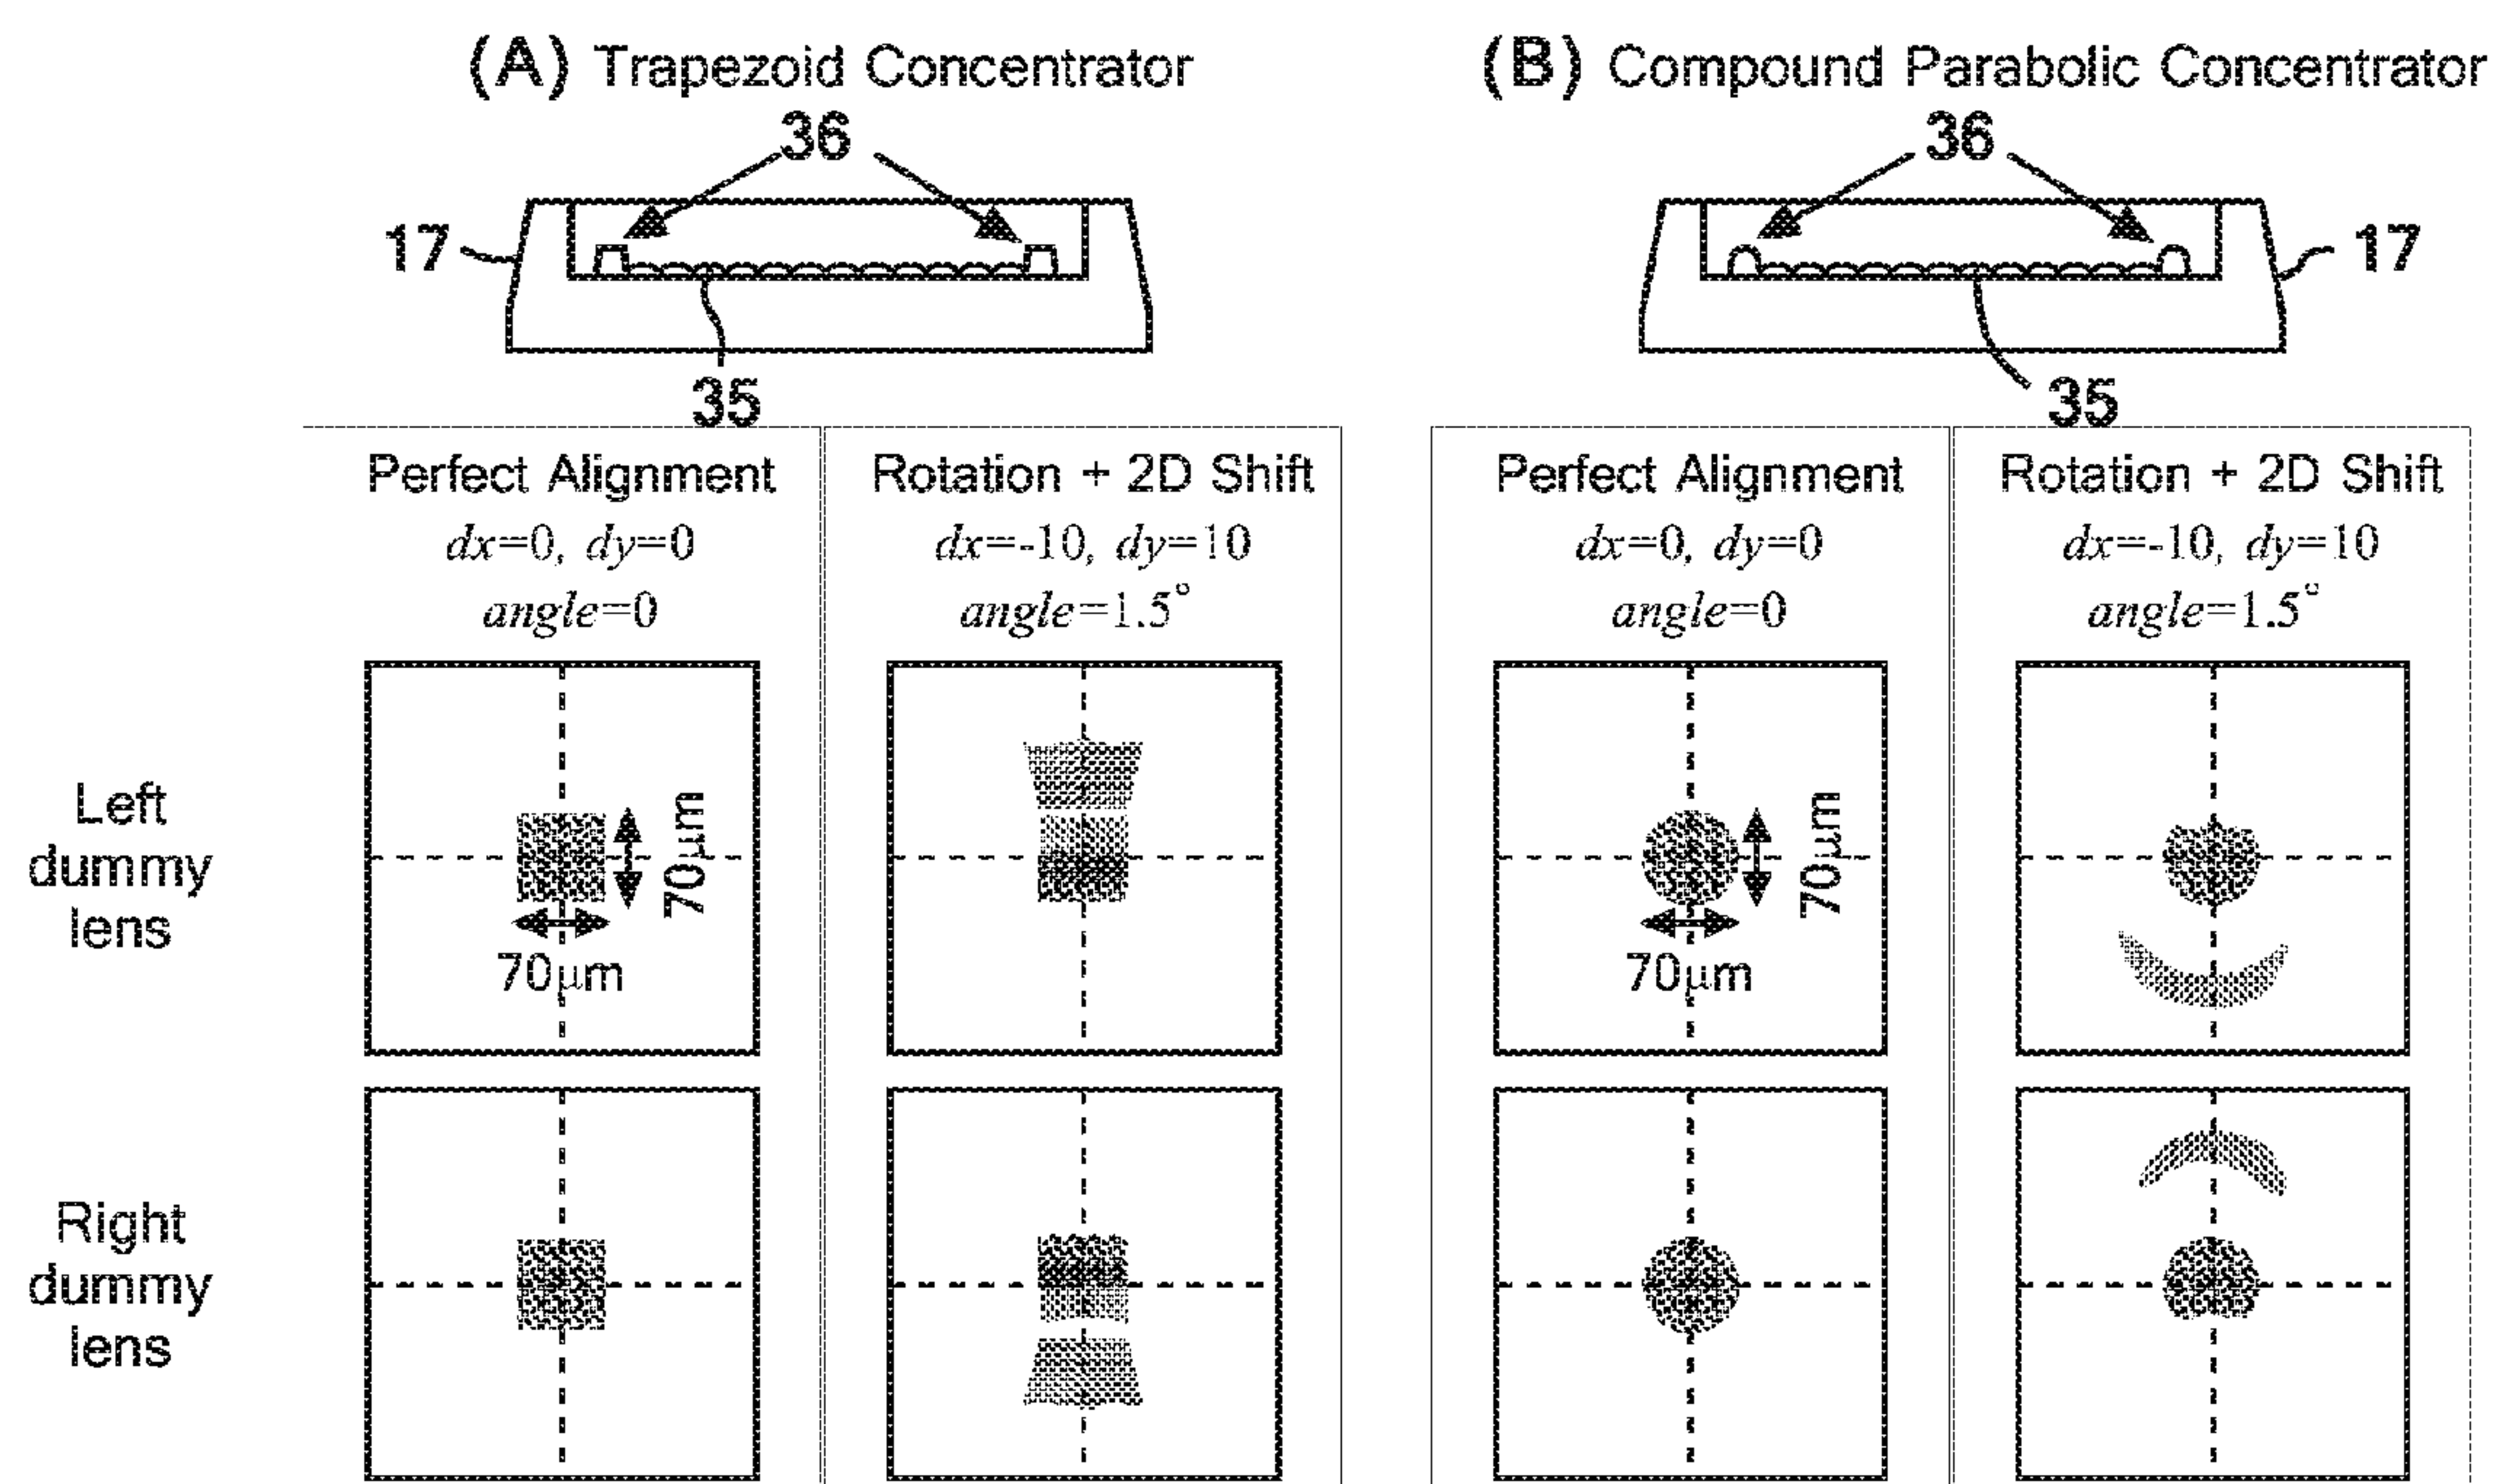 (A) Trapezoid Concentrator
36
17
35
Perfect Alignment
dx=0, dy=0
angle=0
Rotation + 2D Shift
dx=-10, dy=10
angle=1.5°
(B) Compound Parabolic Concentrator
36
17
35
Perfect Alignment
dx=0, dy=0
angle=0
Rotation + 2D Shift
dx=-10, dy=10
angle=1.5°
Left
dummy
lens
70μm
70μm
70μm
70μm
Right
dummy
lens